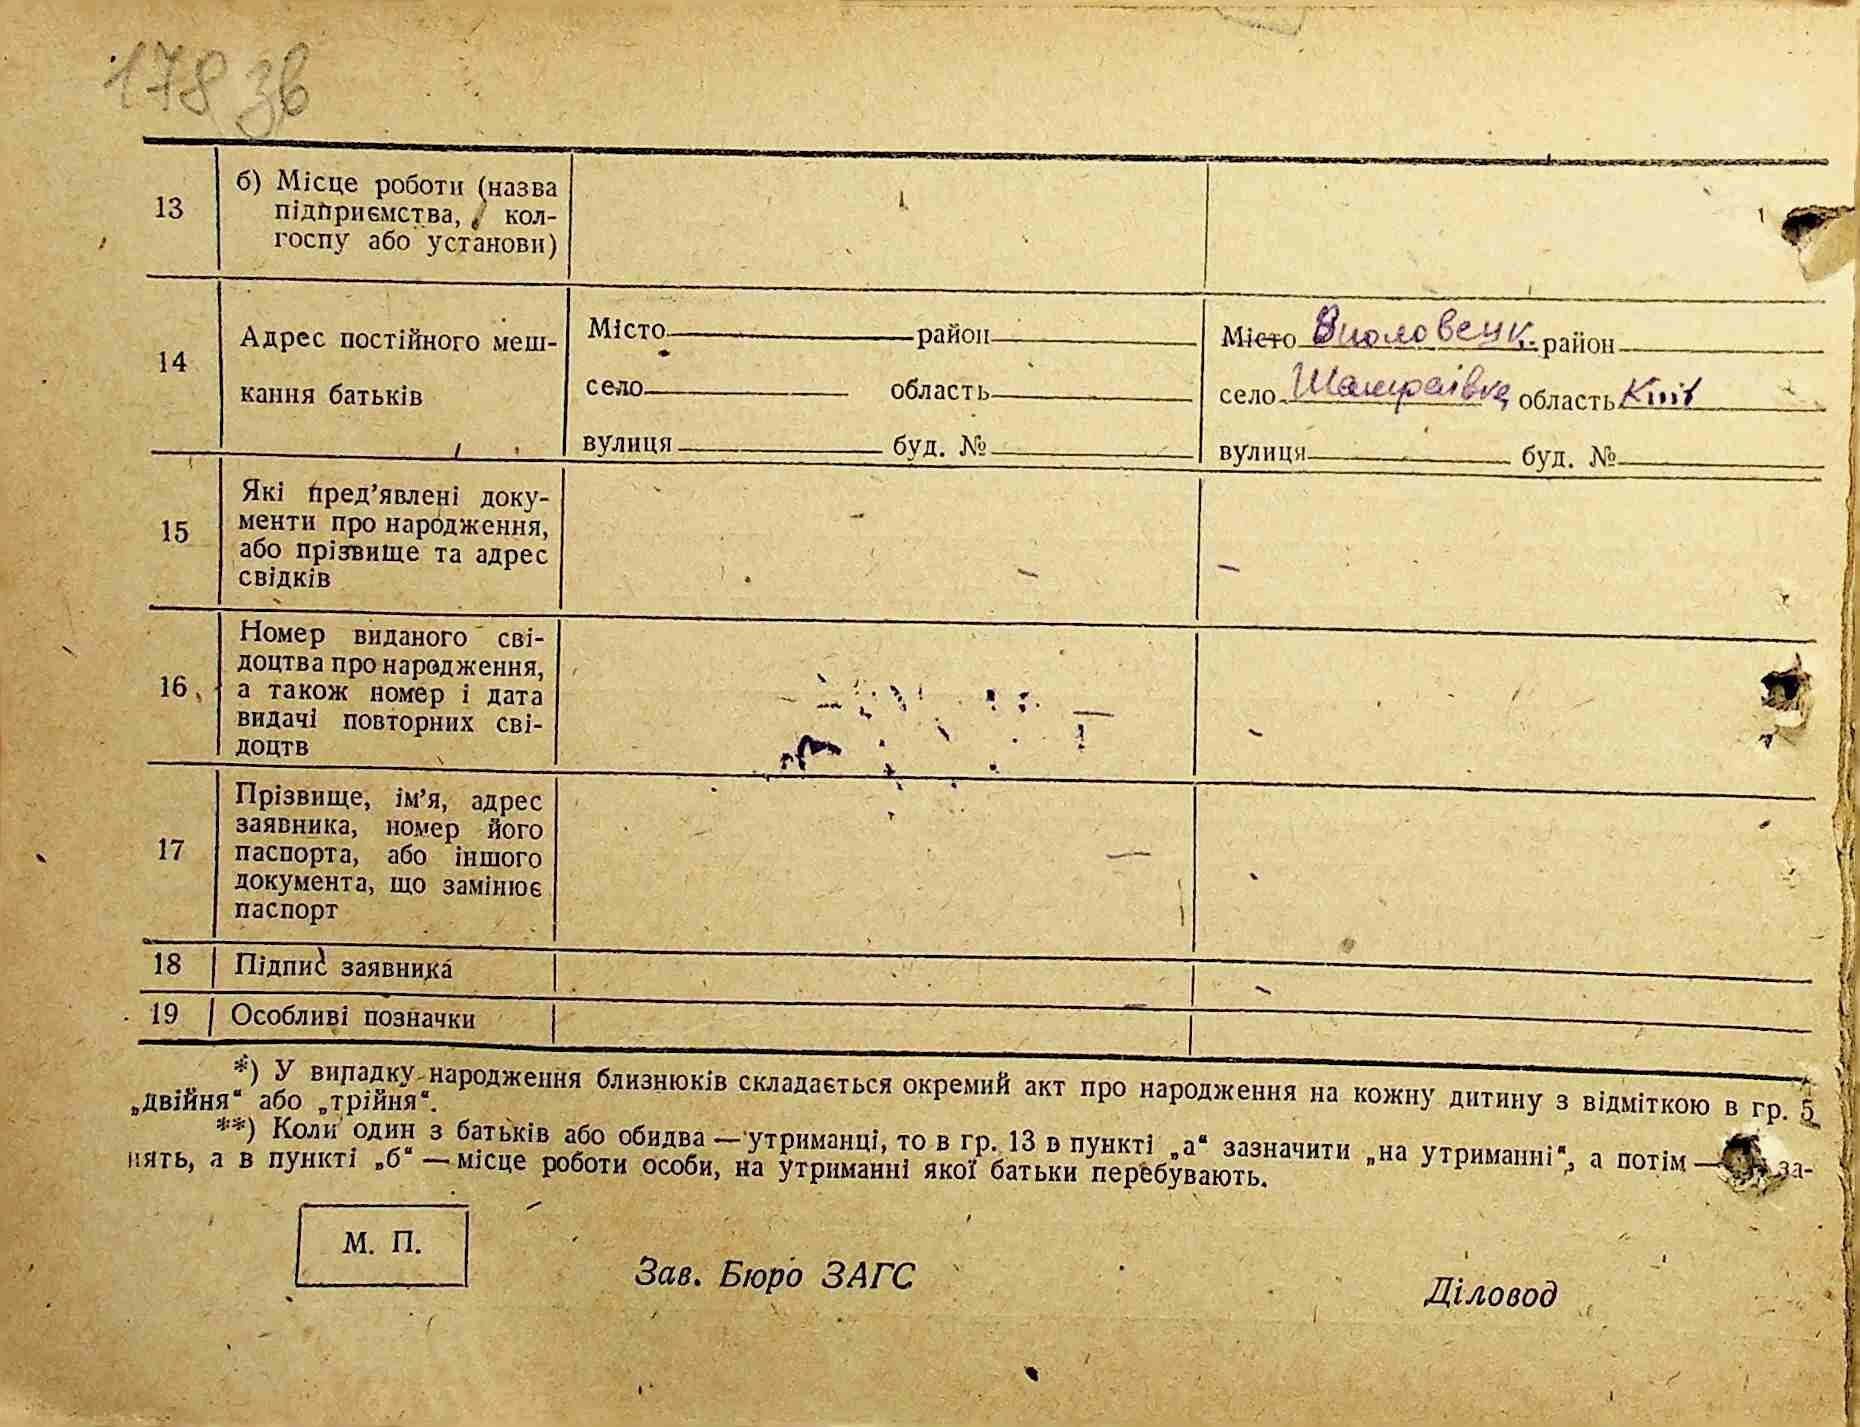 178 зв
13
б) Місце роботи (назва
підприємства, кол-
госпу або установи)
14
Адрес постійного меш-
кання батьків
Місто район
село область
вулиця буд. №
Місто район
село Шамраївка область Київ
вулиця буд. №
15
Які пред’явлені доку-
менти про народження,
або прізвище та адрес
свідків
16
Номер виданого сві-
доцтва про народження,
а також номер і дата
видачі повторних сві-
доцтв
17
Прізвище, ім’я, адрес
заявника, номер його
паспорта, або іншого
документа, що замінює
паспорт
18 Підпис заявника
19 Особливі позначки
*) У випадку народження близнюків складається окремий акт про народження на кожну дитину з відміткою в гр. 5
„двійня“ або „трійня“.
**) Коли один з батьків або обидва — утриманці, то в гр. 13 в пункті „а“ зазначити „на утриманні“, а потім — за-
нять, а в пункті „б“ — місце роботи особи, на утриманні якої батьки перебувають.
М. П.
Зав. Бюро ЗАГС
Діловод